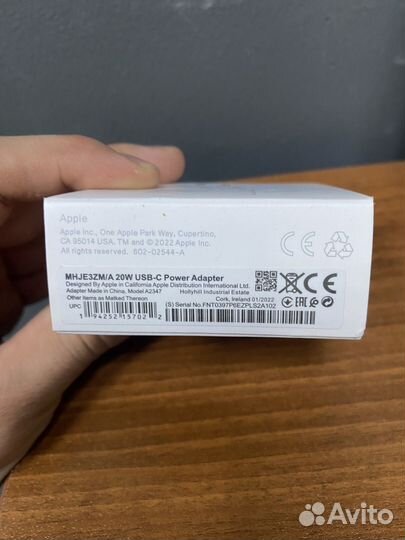 Apple
Apple Inc., One Apple Park Way, Cupertino,
CA 95014 USA. TM and © 2022 Apple Inc.
All rights reserved. 602-02544-A
CE
MHJE3ZM/A 20W USB-C Power Adapter
Designed By Apple in California Apple Distribution International Ltd.
Adapter Made in China, Model A2347 Hollyhill Industrial Estate
Other Items as Marked Thereon Cork, Ireland 01/2022
CE EAC
UPC
1 94252 15702 2
(S) Serial No.FNT0397P6EZPLS2A102
Avito